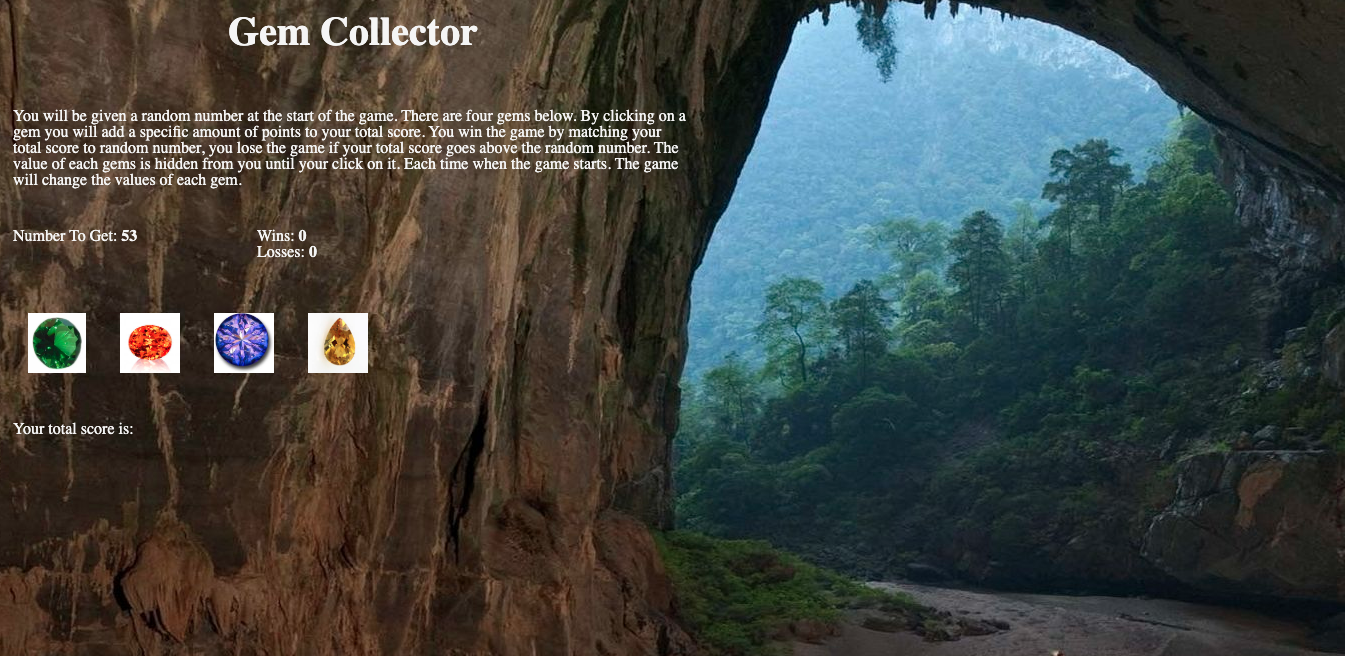 Gem Collector
You will be given a random number at the start of the game. There are four gems below. By clicking on a
gem you will add a specific amount of points to your total score. You win the game by matching your
total score to random number, you lose the game if your total score goes above the random number. The
value of each gems is hidden from you until your click on it. Each time when the game starts. The game
will change the values of each gem.
Number To Get: 53
Wins: 0
Losses: 0
Your total score is: